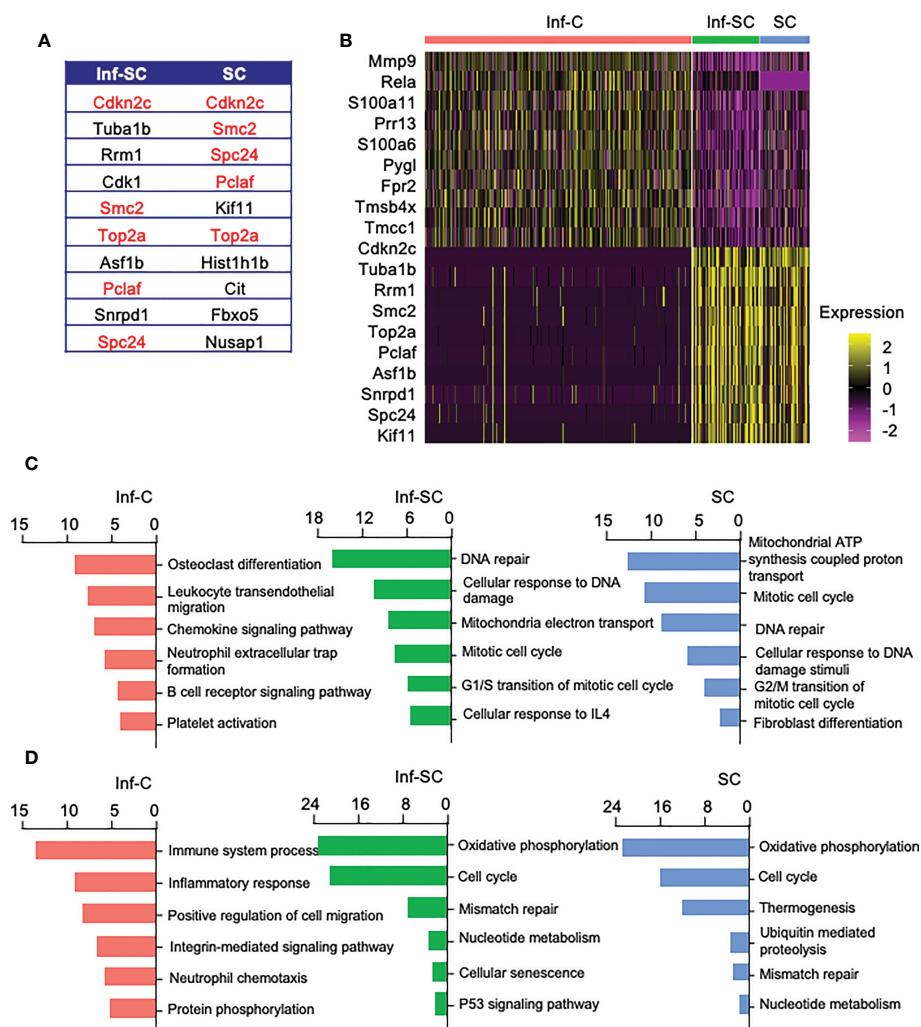 A
Inf-SC SC
Cdkn2c Cdkn2c
Tuba1b Smc2
Rrm1 Spc24
Cdk1 Pclaf
Smc2 Kif11
Top2a Top2a
Asf1b Hist1h1b
Pclaf Cit
Snrpd1 Fbxo5
Spc24 Nusap1
B
Inf-C Inf-SC SC
Mmp9
Rela
S100a11
Prr13
S100a6
Pygl
Fpr2
Tmsb4x
Tmcc1
Cdkn2c
Tuba1b
Rrm1
Smc2
Top2a
Pclaf
Asf1b
Snrpd1
Spc24
Kif11
Expression
2
1
0
-1
-2
C
Inf-C
15 10 5 0
Osteoclast differentiation
Leukocyte transendothelial
migration
Chemokine signaling pathway
Neutrophil extracellular trap
formation
B cell receptor signaling pathway
Platelet activation
Inf-SC
18 12 6 0
DNA repair
Cellular response to DNA
damage
Mitochondria electron transport
Mitotic cell cycle
G1/S transition of mitotic cell cycle
Cellular response to IL4
SC
15 10 5 0
Mitochondrial ATP
synthesis coupled proton
transport
Mitotic cell cycle
DNA repair
Cellular response to DNA
damage stimuli
G2/M transition of
mitotic cell cycle
Fibroblast differentiation
D
Inf-C
15 10 5 0
Immune system process
Inflammatory response
Positive regulation of cell migration
Integrin-mediated signaling pathway
Neutrophil chemotaxis
Protein phosphorylation
Inf-SC
24 16 8 0
Oxidative phosphorylation
Cell cycle
Mismatch repair
Nucleotide metabolism
Cellular senescence
P53 signaling pathway
SC
24 16 8 0
Oxidative phosphorylation
Cell cycle
Thermogenesis
Ubiquitin mediated
proteolysis
Mismatch repair
Nucleotide metabolism